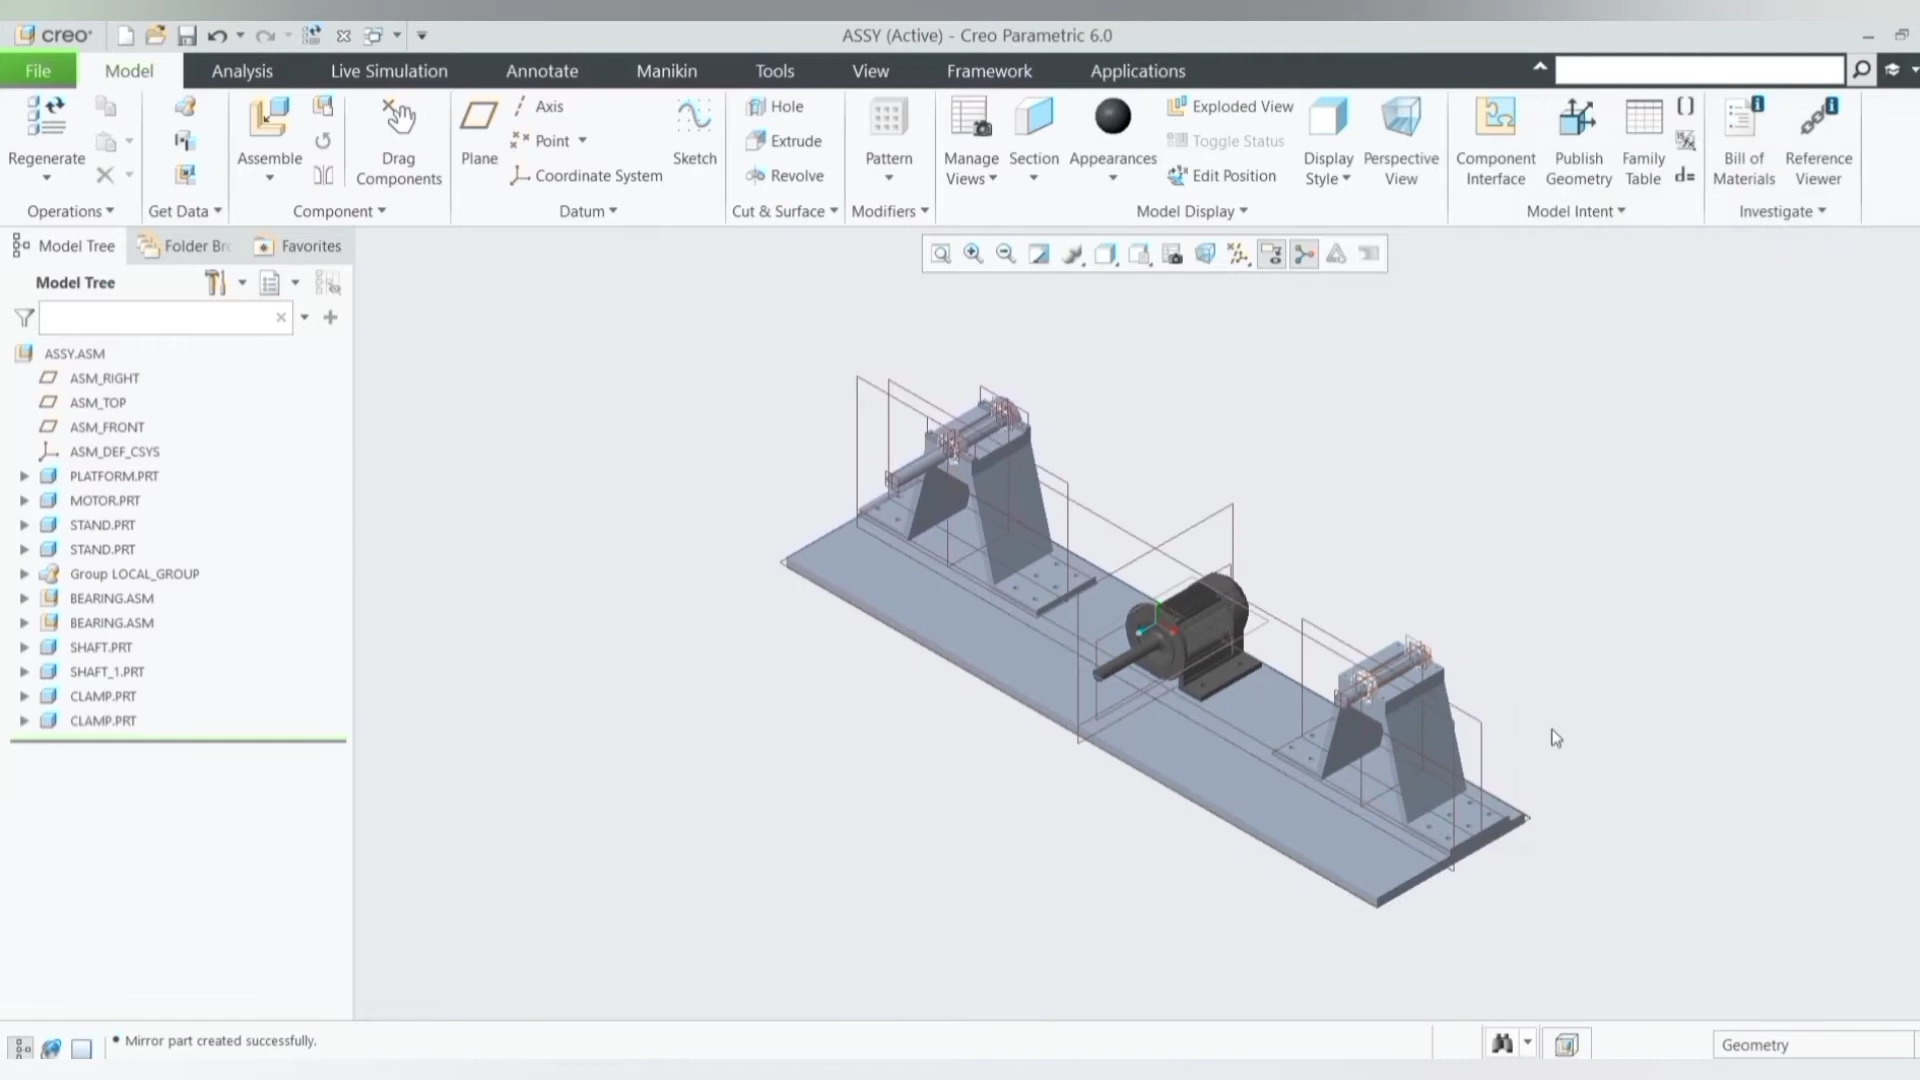 creo ASSY (Active) - Creo Parametric 6.0
File Model Analysis Live Simulation Annotate Manikin Tools View Framework Applications
Regenerate
Operations
Get Data
Assemble
Drag Components
Component
Plane
Axis
Point
Coordinate System
Sketch
Datum
Hole
Extrude
Revolve
Cut & Surface
Pattern
Modifiers
Manage Views
Section
Appearances
Exploded View
Toggle Status
Edit Position
Display Style
Perspective View
Model Display
Component Interface
Publish Geometry
Family Table
d=
Model Intent
Bill of Materials
Reference Viewer
Investigate
Model Tree Folder Br Favorites
Model Tree
ASSY.ASM
ASM_RIGHT
ASM_TOP
ASM_FRONT
ASM_DEF_CSYS
PLATFORM.PRT
MOTOR.PRT
STAND.PRT
STAND.PRT
Group LOCAL_GROUP
BEARING.ASM
BEARING.ASM
SHAFT.PRT
SHAFT_1.PRT
CLAMP.PRT
CLAMP.PRT
• Mirror part created successfully.
Geometry